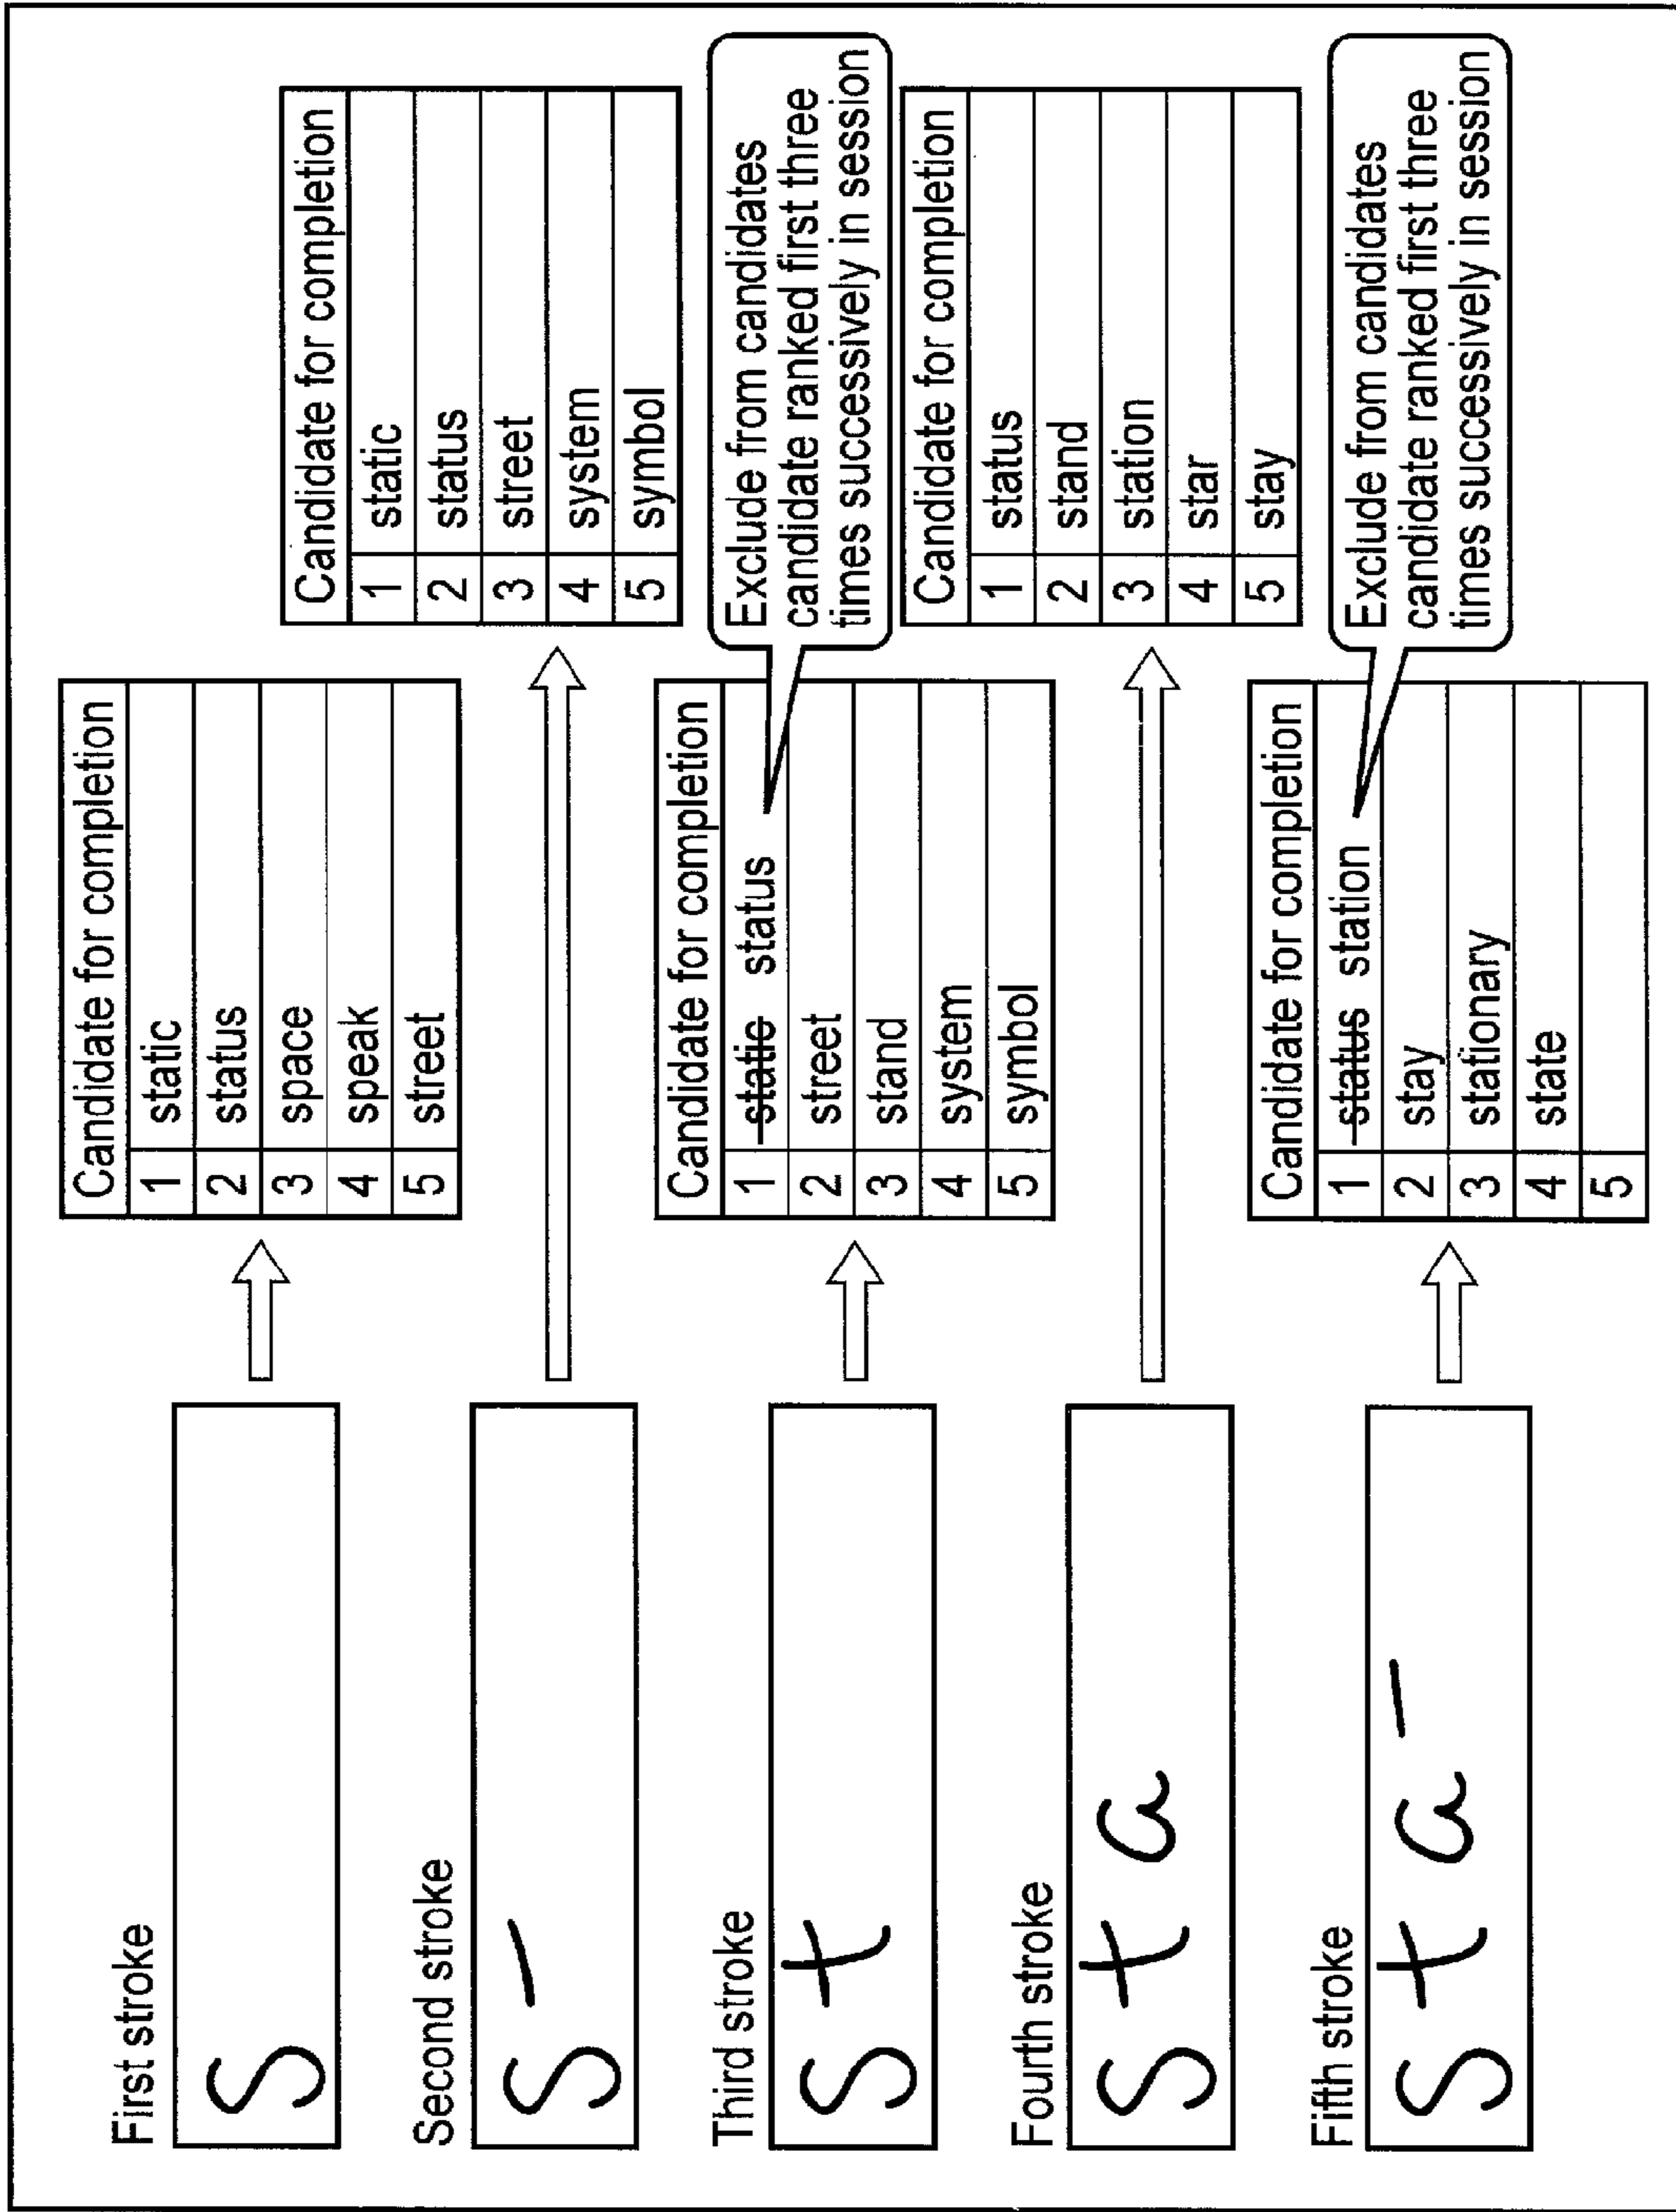 First stroke
S
Candidate for completion
1 static
2 status
3 space
4 speak
5 street
Second stroke
S -
Candidate for completion
1 static
2 status
3 street
4 system
5 symbol
Third stroke
S t
Candidate for completion
1 static status
2 street
3 stand
4 system
5 symbol
Exclude from candidates
candidate ranked first three
times successively in session
Fourth stroke
S t a
Candidate for completion
1 status
2 stand
3 station
4 star
5 stay
Fifth stroke
S t a -
Candidate for completion
1 status station
2 stay
3 stationary
4 state
5
Exclude from candidates
candidate ranked first three
times successively in session